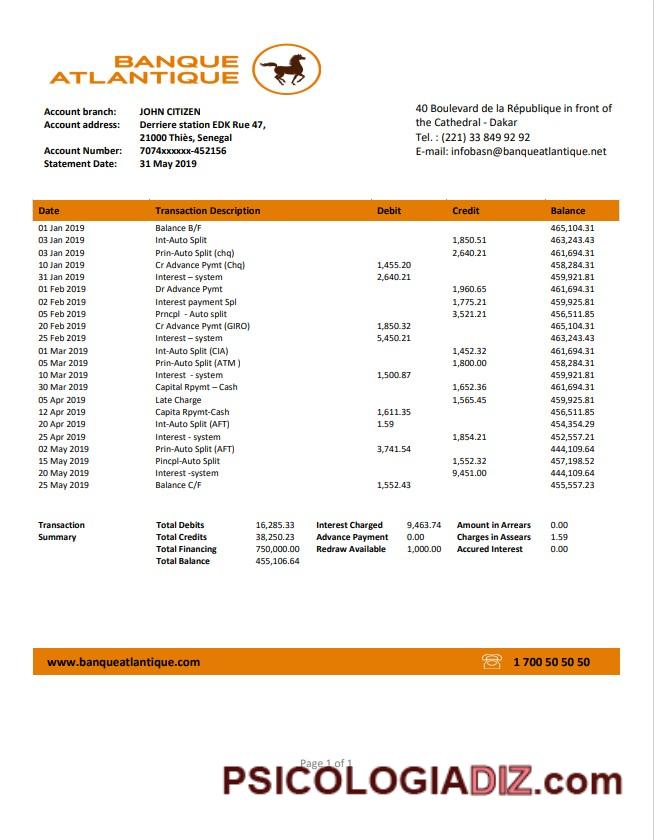 BANQUE
ATLANTIQUE
Account branch: JOHN CITIZEN
Account address: Derriere station EDK Rue 47,
21000 Thiès, Senegal
Account Number: 7074xxxxxx-452156
Statement Date: 31 May 2019
40 Boulevard de la République in front of
the Cathedral - Dakar
Tel. : (221) 33 849 92 92
E-mail: infobasn@banqueatlantique.net
Date Transaction Description Debit Credit Balance
01 Jan 2019 Balance B/F 465,104.31
03 Jan 2019 Int-Auto Split 1,850.51 463,243.43
03 Jan 2019 Prin-Auto Split (chq) 2,640.21 461,694.31
10 Jan 2019 Cr Advance Pymt (Chq) 1,455.20 458,284.31
31 Jan 2019 Interest – system 2,640.21 459,921.81
01 Feb 2019 Dr Advance Pymt 1,960.65 461,694.31
02 Feb 2019 Interest payment Spl 1,775.21 459,925.81
05 Feb 2019 Prncpl - Auto split 3,521.21 456,511.85
20 Feb 2019 Cr Advance Pymt (GIRO) 1,850.32 465,104.31
25 Feb 2019 Interest – system 5,450.21 463,243.43
01 Mar 2019 Int-Auto Split (CIA) 1,452.32 461,694.31
05 Mar 2019 Prin-Auto Split (ATM ) 1,800.00 458,284.31
10 Mar 2019 Interest - system 1,500.87 459,921.81
30 Mar 2019 Capital Rpymt – Cash 1,652.36 461,694.31
05 Apr 2019 Late Charge 1,565.45 459,925.81
12 Apr 2019 Capita Rpymt-Cash 1,611.35 456,511.85
20 Apr 2019 Int-Auto Split (AFT) 1.59 454,354.29
25 Apr 2019 Interest - system 1,854.21 452,557.21
02 May 2019 Prin-Auto Split (AFT) 3,741.54 444,109.64
15 May 2019 Pincpl-Auto Split 1,552.32 457,198.52
20 May 2019 Interest -system 9,451.00 444,109.64
25 May 2019 Balance C/F 1,552.43 455,557.23
Transaction Total Debits 16,285.33 Interest Charged 9,463.74 Amount in Arrears 0.00
Summary Total Credits 38,250.23 Advance Payment 0.00 Charges in Assears 1.59
Total Financing 750,000.00 Redraw Available 1,000.00 Accured Interest 0.00
Total Balance 455,106.64
www.banqueatlantique.com 1 700 50 50 50
Page 1 of 1
PSICOLOGIADIZ.com